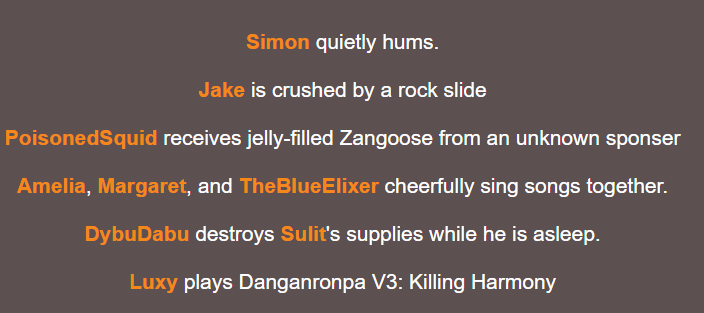 Simon quietly hums.
Jake is crushed by a rock slide
PoisonedSquid receives jelly-filled Zangoose from an unknown sponser
Amelia, Margaret, and TheBlueElixer cheerfully sing songs together.
DybuDabu destroys Sulit's supplies while he is asleep.
Luxy plays Danganronpa V3: Killing Harmony